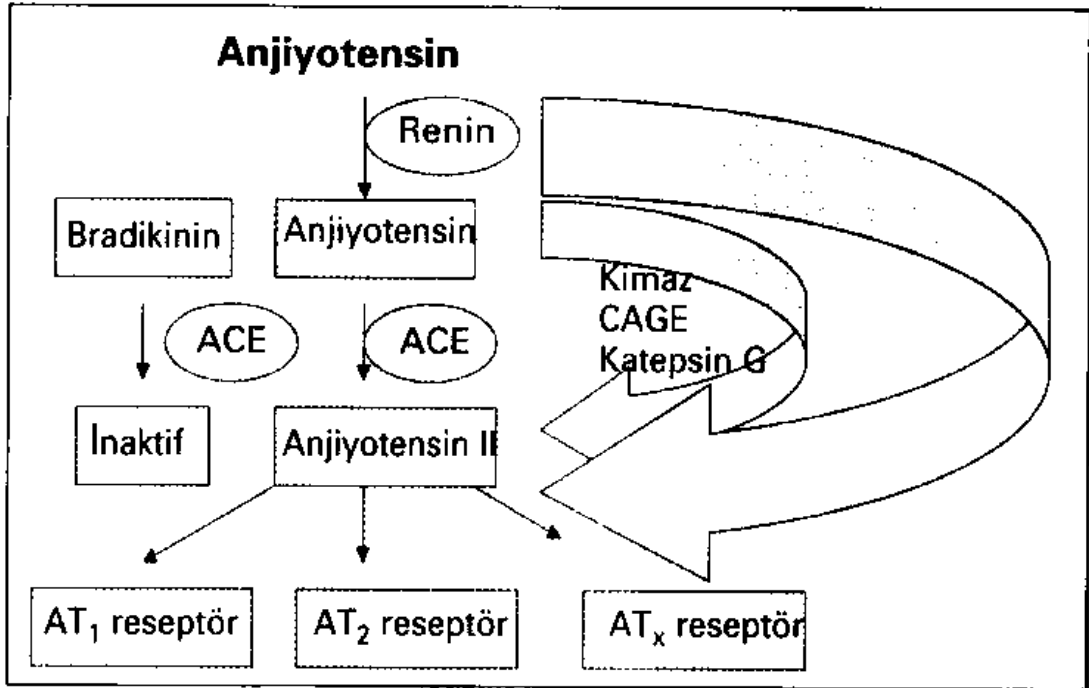 Anjiyotensin
Renin
Bradikinin
Anjiyotensin
Kimaz
CAGE
Katepsin G
ACE
ACE
İnaktif
Anjiyotensin II
AT₁ reseptör
AT₂ reseptör
ATₓ reseptör